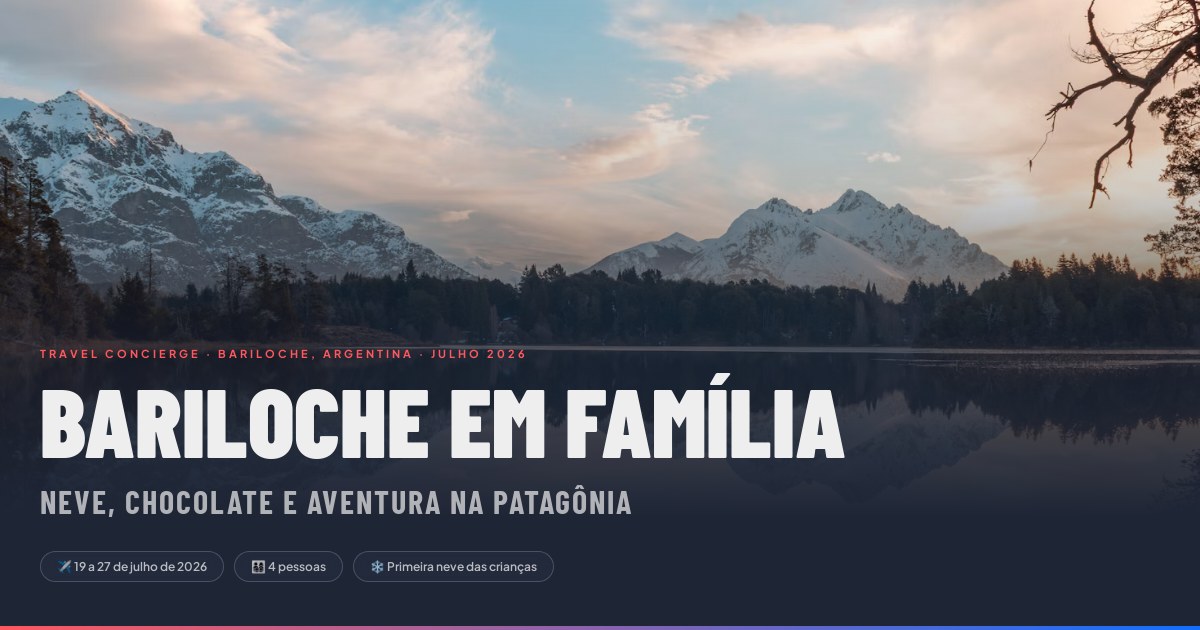 TRAVEL CONCIERGE · BARILOCHE, ARGENTINA · JULHO 2026
BARILOCHE EM FAMÍLIA
NEVE, CHOCOLATE E AVENTURA NA PATAGÔNIA
✈️ 19 a 27 de julho de 2026
👨‍👩‍👧‍👦 4 pessoas
❄️ Primeira neve das crianças